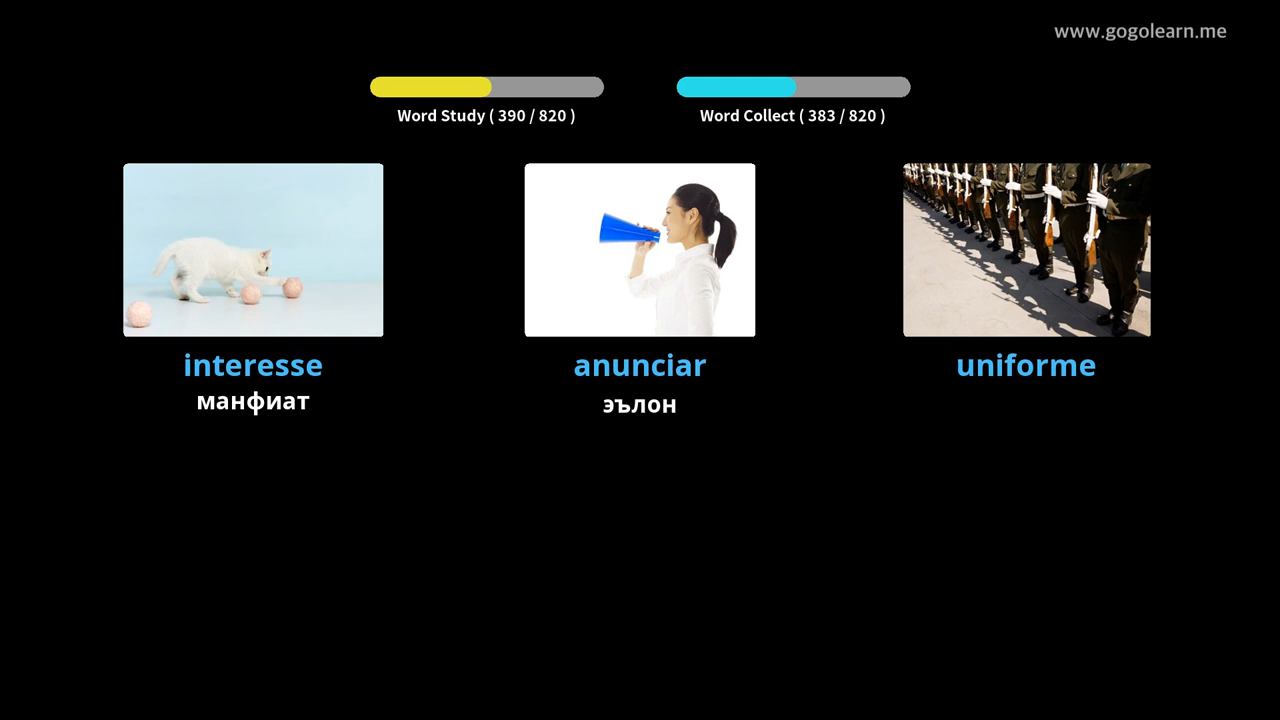 www.gogolearn.me
Word Study ( 390 / 820 )
Word Collect ( 383 / 820 )
interesse
манфиат
anunciar
эълон
uniforme